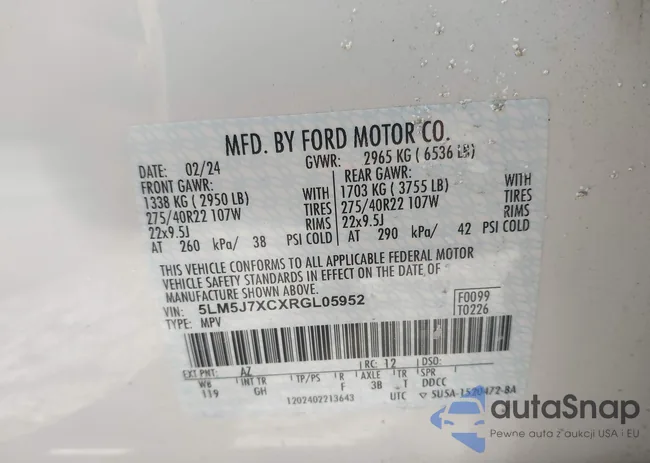 MFD. BY FORD MOTOR CO.
DATE: 02/24 GVWR: 2965 KG ( 6536 LB)
FRONT GAWR: REAR GAWR:
1338 KG ( 2950 LB) WITH 1703 KG ( 3755 LB) WITH
275/40R22 107W TIRES 275/40R22 107W TIRES
22x9.5J RIMS 22x9.5J RIMS
AT 260 kPa/ 38 PSI COLD AT 290 kPa/ 42 PSI COLD
THIS VEHICLE CONFORMS TO ALL APPLICABLE FEDERAL MOTOR
VEHICLE SAFETY STANDARDS IN EFFECT ON THE DATE OF
MANUFACTURE SHOWN ABOVE.
VIN: 5LM5J7XCXRGL05952 F0099
TYPE: MPV T0226
EXT PNT: AZ RC: 12 DSO:
WB INT TR TP/PS R AXLE TR SPR
119 GH F 3B T DDCC
1202402213643 UTC SUSA-1520472-BA
autaSnap
Pewne auta z aukcji USA i EU